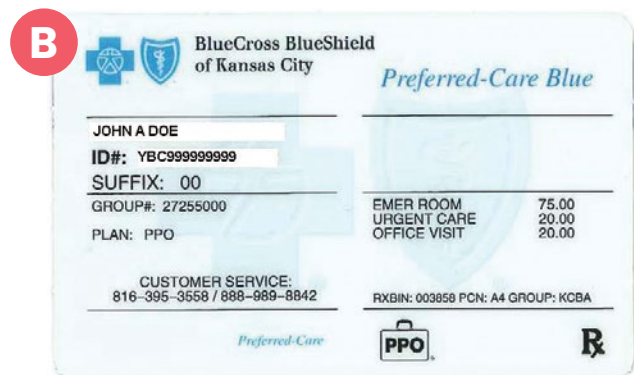 B
BlueCross BlueShield
of Kansas City
Preferred-Care Blue
JOHN A DOE
ID#: YBC999999999
SUFFIX: 00
GROUP#: 27255000
PLAN: PPO
EMER ROOM 75.00
URGENT CARE 20.00
OFFICE VISIT 20.00
CUSTOMER SERVICE:
816-395-3558 / 888-989-8842
RXBIN: 003858 PCN: A4 GROUP: KCBA
Preferred-Care
PPO
Rx